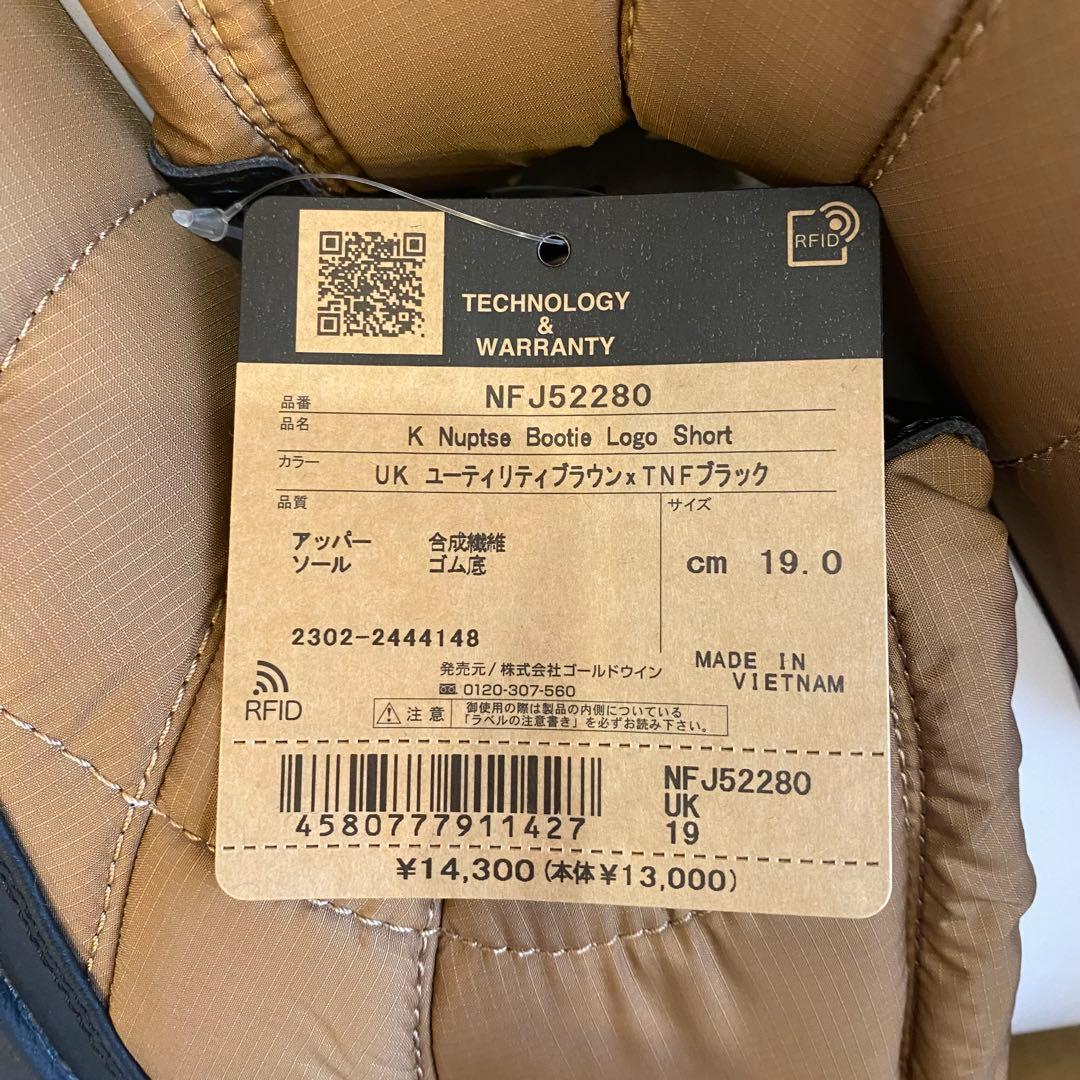 RFID
TECHNOLOGY
&
WARRANTY
品番 NFJ52280
品名 K Nuptse Bootie Logo Short
カラー UK ユーティリティブラウンxTNFブラック
品質 サイズ
アッパー 合成繊維
ソール ゴム底
cm 19.0
2302-2444148
発売元/株式会社ゴールドウイン
0120-307-560
MADE IN
VIETNAM
RFID
注意 御使用の際は製品の内側についている
「ラベルの注意書き」を必ずお読み下さい。
4580777911427
NFJ52280
UK
19
¥14,300(本体¥13,000)